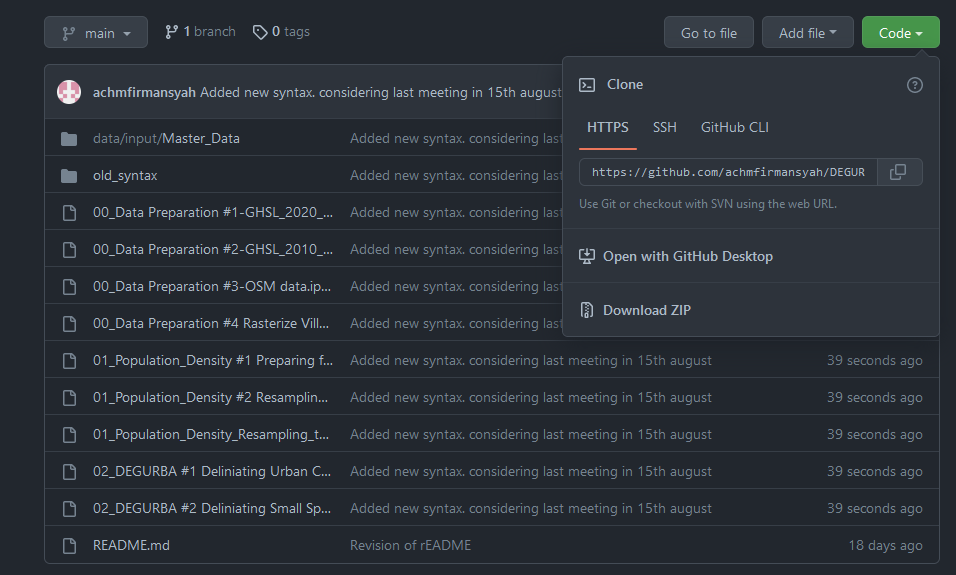 main
1 branch
0 tags
Go to file
Add file
Code
achmfirmansyah Added new syntax. considering last meeting in 15th august
data/input/Master_Data Added new syntax. considering last
old_syntax Added new syntax. considering last
00_Data Preparation #1-GHSL_2020_... Added new syntax. considering last
00_Data Preparation #2-GHSL_2010_... Added new syntax. considering last
00_Data Preparation #3-OSM data.ip... Added new syntax. considering last
00_Data Preparation #4 Rasterize Vill... Added new syntax. considering last
Clone
HTTPS SSH GitHub CLI
https://github.com/achmfirmansyah/DEGUR
Use Git or checkout with SVN using the web URL.
Open with GitHub Desktop
Download ZIP
01_Population_Density #1 Preparing f... Added new syntax. considering last meeting in 15th august 39 seconds ago
01_Population_Density #2 Resamplin... Added new syntax. considering last meeting in 15th august 39 seconds ago
01_Population_Density_Resampling_t... Added new syntax. considering last meeting in 15th august 39 seconds ago
02_DEGURBA #1 Deliniating Urban C... Added new syntax. considering last meeting in 15th august 39 seconds ago
02_DEGURBA #2 Deliniating Small Sp... Added new syntax. considering last meeting in 15th august 39 seconds ago
README.md Revision of rEADME 18 days ago